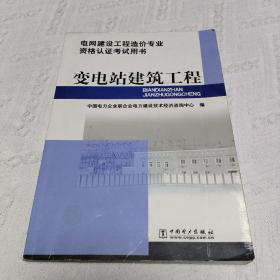 电网建设工程造价专业
资格认证考试用书
变电站建筑工程
BIANDIANZHAN
JIANZHUGONGCHENG
中国电力企业联合会电力建设技术经济咨询中心 编
中国电力出版社
www.cepp.com.cn